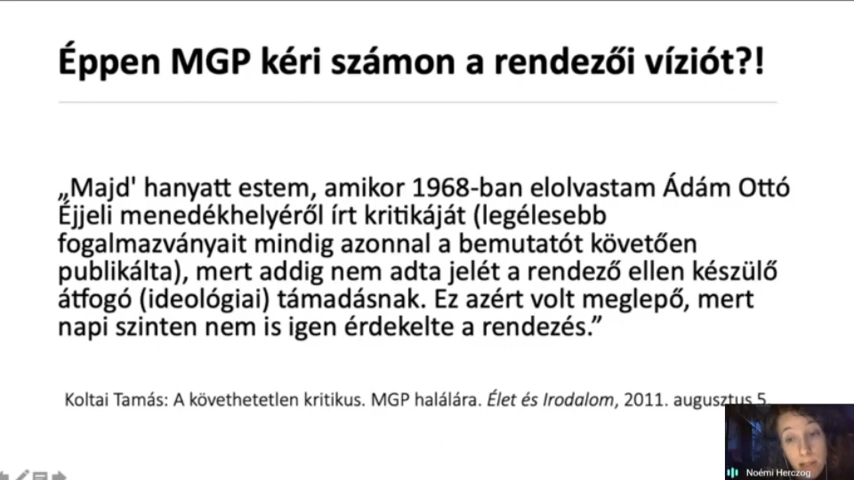 Éppen MGP kéri számon a rendezői víziót?!
„Majd' hanyatt estem, amikor 1968-ban elolvastam Ádám Ottó
Éjjeli menedékhelyéről írt kritikáját (legélesebb
fogalmazványait mindig azonnal a bemutatót követően
publikálta), mert addig nem adta jelét a rendező ellen készülő
átfogó (ideológiai) támadásnak. Ez azért volt meglepő, mert
napi szinten nem is igen érdekelte a rendezés.”
Koltai Tamás: A követhetetlen kritikus. MGP halálára. Élet és Irodalom, 2011. augusztus 5.
Noémi Herczog